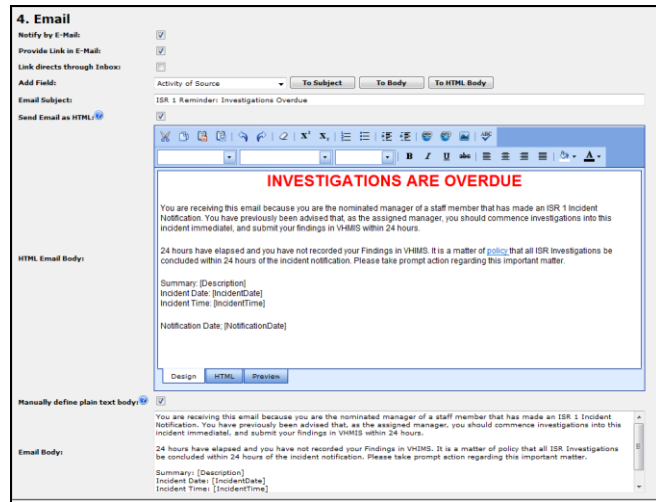 4. Email
Notify by E-Mail:
Provide Link in E-Mail:
Link directs through Inbox:
Add Field: Activity of Source To Subject To Body To HTML Body
Email Subject: ISR 1 Reminder: Investigations Overdue
Send Email as HTML:
B I U abc A
INVESTIGATIONS ARE OVERDUE
You are receiving this email because you are the nominated manager of a staff member that has made an ISR 1 Incident
Notification. You have previously been advised that, as the assigned manager, you should commence investigations into this
incident immediatel, and submit your findings in VHMIS within 24 hours.
24 hours have elapsed and you have not recorded your Findings in VHIMS. It is a matter of policy that all ISR Investigations be
concluded within 24 hours of the incident notification. Please take prompt action regarding this important matter.
HTML Email Body:
Summary: [Description]
Incident Date: [IncidentDate]
Incident Time: [IncidentTime]
Notification Date; [NotificationDate]
Design HTML Preview
Manually define plain text body:
You are receiving this email because you are the nominated manager of a staff member that has made an ISR 1 Incident
Notification. You have previously been advised that, as the assigned manager, you should commence investigations into this
incident immediatel, and submit your findings in VHMIS within 24 hours.
Email Body:
24 hours have elapsed and you have not recorded your Findings in VHIMS. It is a matter of policy that all ISR Investigations
be concluded within 24 hours of the incident notification. Please take prompt action regarding this important matter.
Summary: [Description]
Incident Date: [IncidentDate]
Incident Time: [IncidentTime]